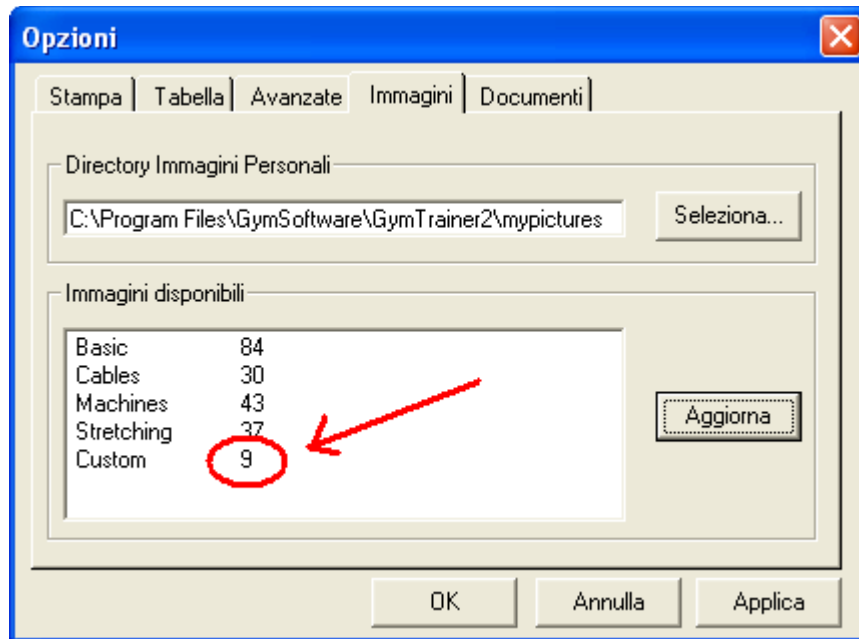 Opzioni
Stampa Tabella Avanzate Immagini Documenti
Directory Immagini Personali
C:\Program Files\GymSoftware\GymTrainer2\mypictures Seleziona...
Immagini disponibili
Basic 84
Cables 30
Machines 43
Stretching 37
Custom 9
Aggiorna
OK Annulla Applica